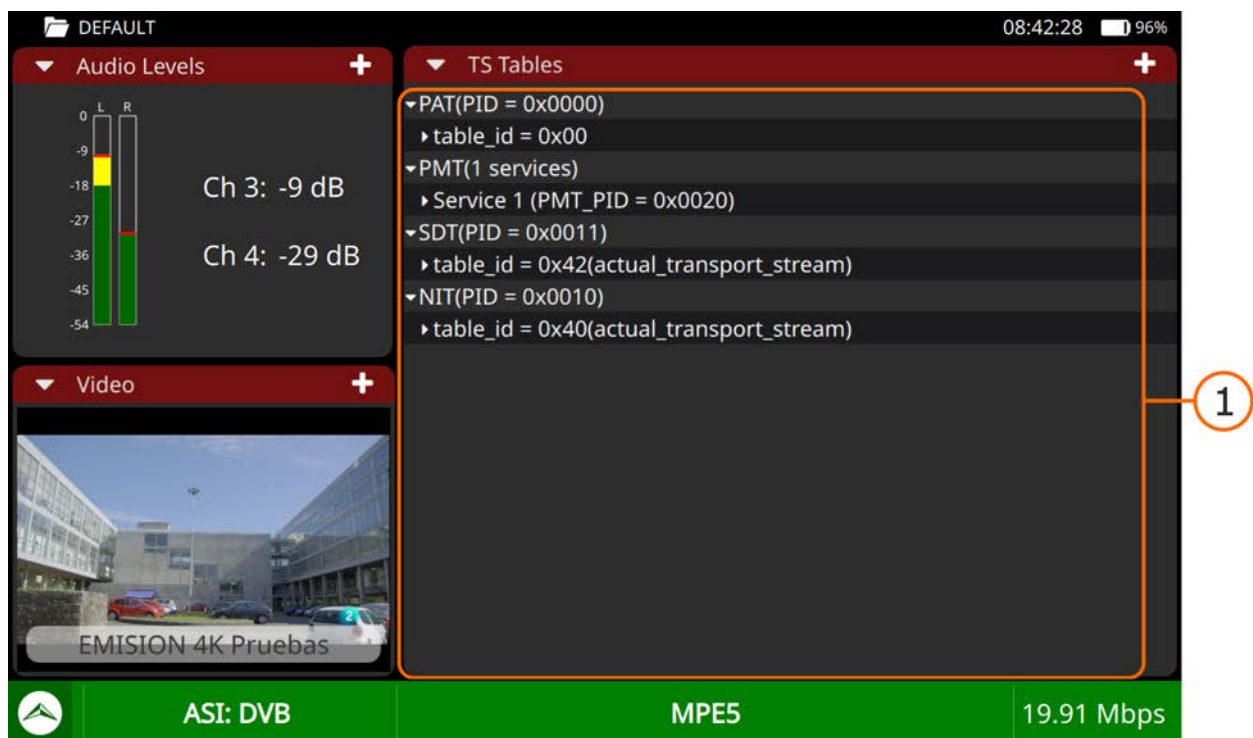 DEFAULT
08:42:28 96%
Audio Levels
L R
0
-9
-18
-27
-36
-45
-54
Ch 3: -9 dB
Ch 4: -29 dB
Video
2
EMISION 4K Pruebas
TS Tables
PAT(PID = 0x0000)
table_id = 0x00
PMT(1 services)
Service 1 (PMT_PID = 0x0020)
SDT(PID = 0x0011)
table_id = 0x42(actual_transport_stream)
NIT(PID = 0x0010)
table_id = 0x40(actual_transport_stream)
1
ASI: DVB MPE5 19.91 Mbps